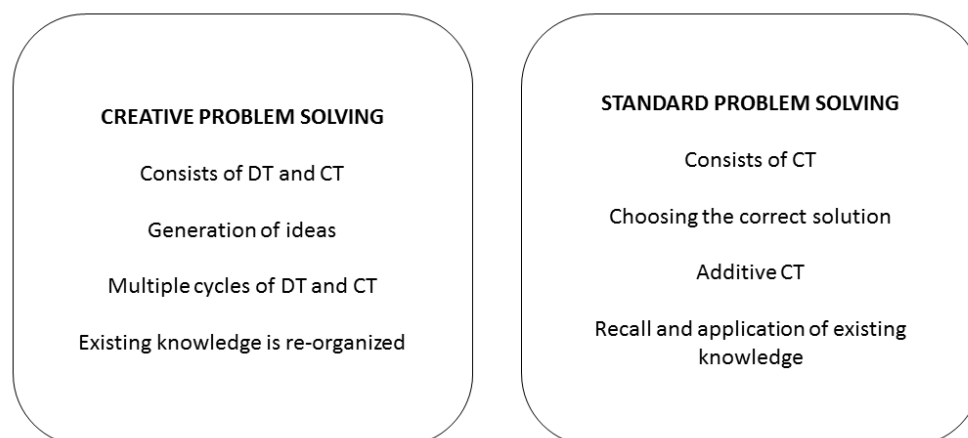 CREATIVE PROBLEM SOLVING
Consists of DT and CT
Generation of ideas
Multiple cycles of DT and CT
Existing knowledge is re-organized
STANDARD PROBLEM SOLVING
Consists of CT
Choosing the correct solution
Additive CT
Recall and application of existing
knowledge